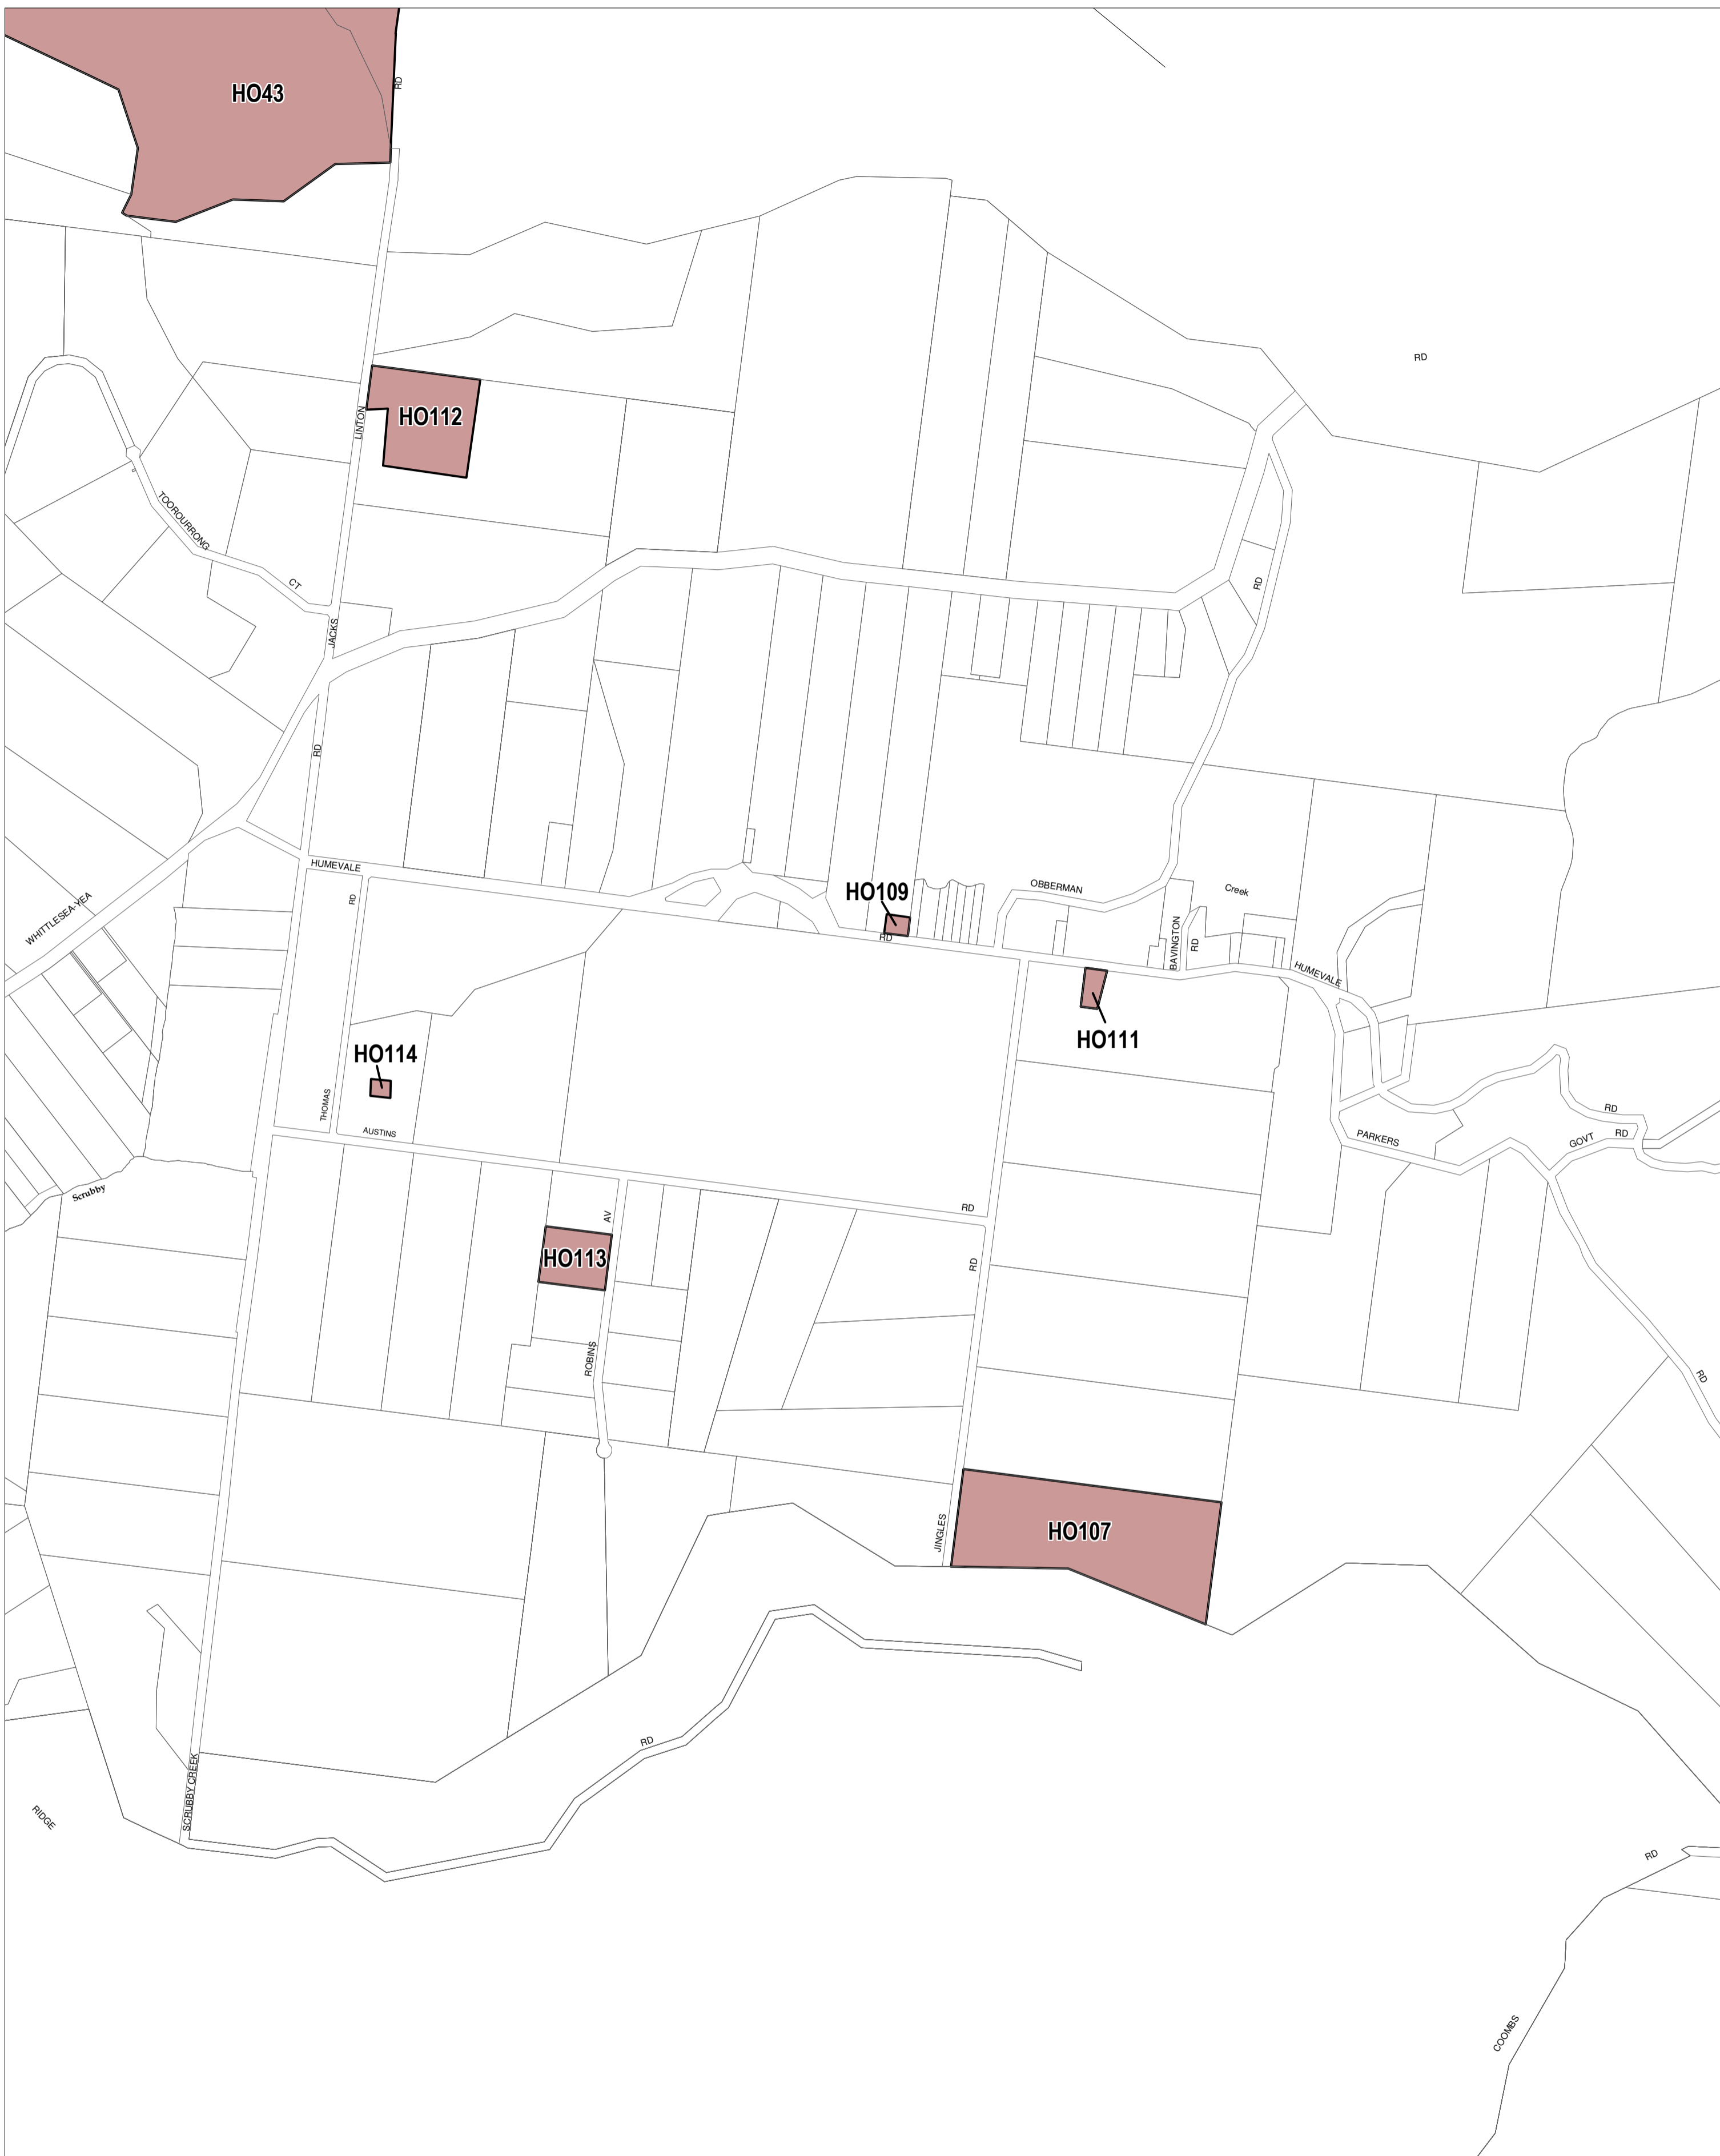 RD
HO43
RD
LINTON
HO112
TOOROURRONG
CT
RD
JACKS
RD
HUMEVALE
RD
HO109
OBBERMAN
Creek
WHITTLESEA-YEA
RD
BAVINGTON
RD
HUMEVALE
HO111
HO114
THOMAS
AUSTINS
RD
PARKERS
GOVT
RD
Scrubby
RD
AV
HO113
RD
ROBINS
RD
JINGLES
HO107
RD
SCRUBBY CREEK
RIDGE
RD
COOMBS